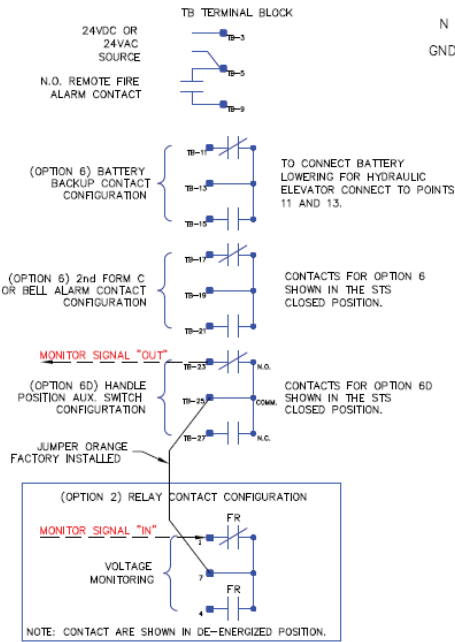 TB TERMINAL BLOCK
24VDC OR
24VAC
SOURCE
TB-3
TB-5
N.O. REMOTE FIRE
ALARM CONTACT
TB-9
N
GND
(OPTION 6) BATTERY
BACKUP CONTACT
CONFIGURATION
TB-11
TB-13
TB-15
TO CONNECT BATTERY
LOWERING FOR HYDRAULIC
ELEVATOR CONNECT TO POINTS
11 AND 13.
(OPTION 6) 2nd FORM C
OR BELL ALARM CONTACT
CONFIGURATION
TB-17
TB-19
TB-21
CONTACTS FOR OPTION 6
SHOWN IN THE STS
CLOSED POSITION.
MONITOR SIGNAL "OUT"
(OPTION 6D) HANDLE
POSITION AUX. SWITCH
CONFIGURTATION
TB-23
N.O.
TB-25
COMM.
TB-27
N.C.
CONTACTS FOR OPTION 6D
SHOWN IN THE STS
CLOSED POSITION.
JUMPER ORANGE
FACTORY INSTALLED
(OPTION 2) RELAY CONTACT CONFIGURATION
MONITOR SIGNAL "IN"
FR
1
VOLTAGE
MONITORING
7
FR
4
NOTE: CONTACT ARE SHOWN IN DE-ENERGIZED POSITION.